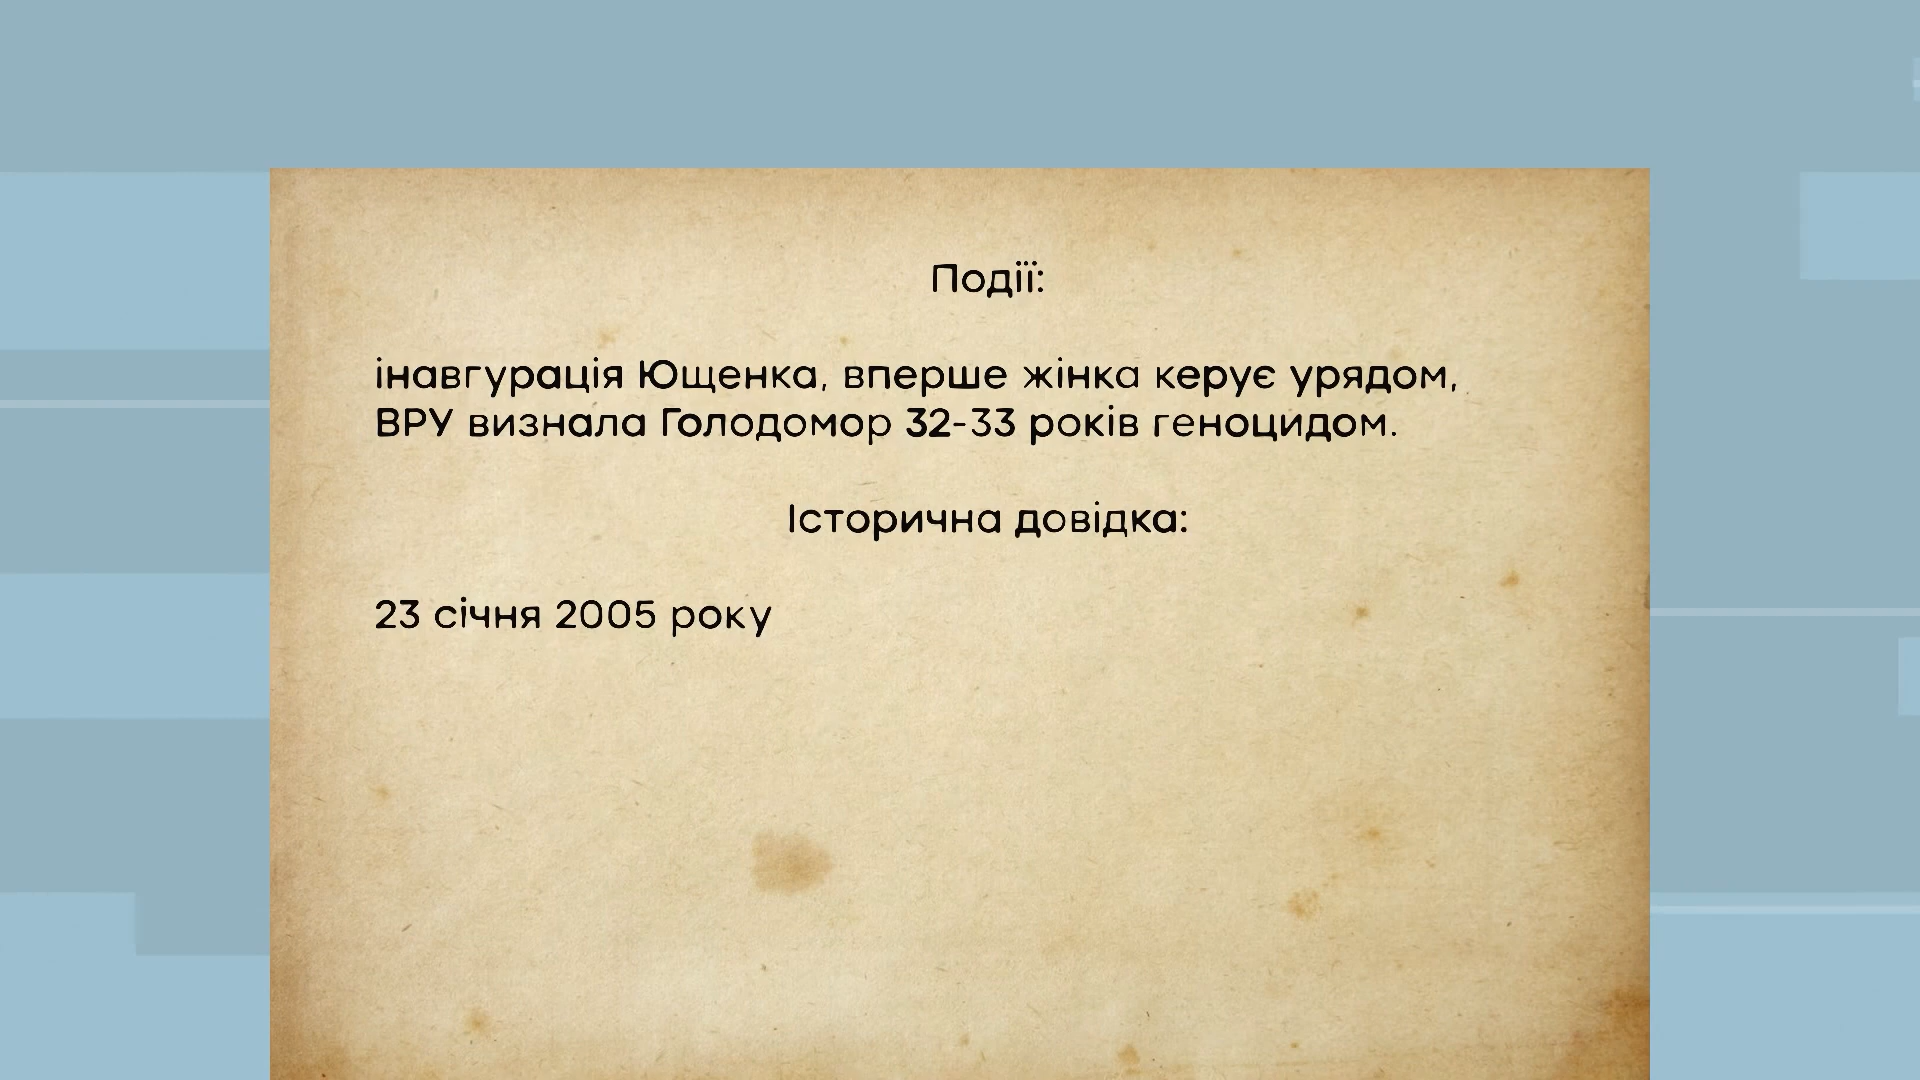 Події:
інавгурація Ющенка, вперше жінка керує урядом,
ВРУ визнала Голодомор 32-33 років геноцидом.
Історична довідка:
23 січня 2005 року